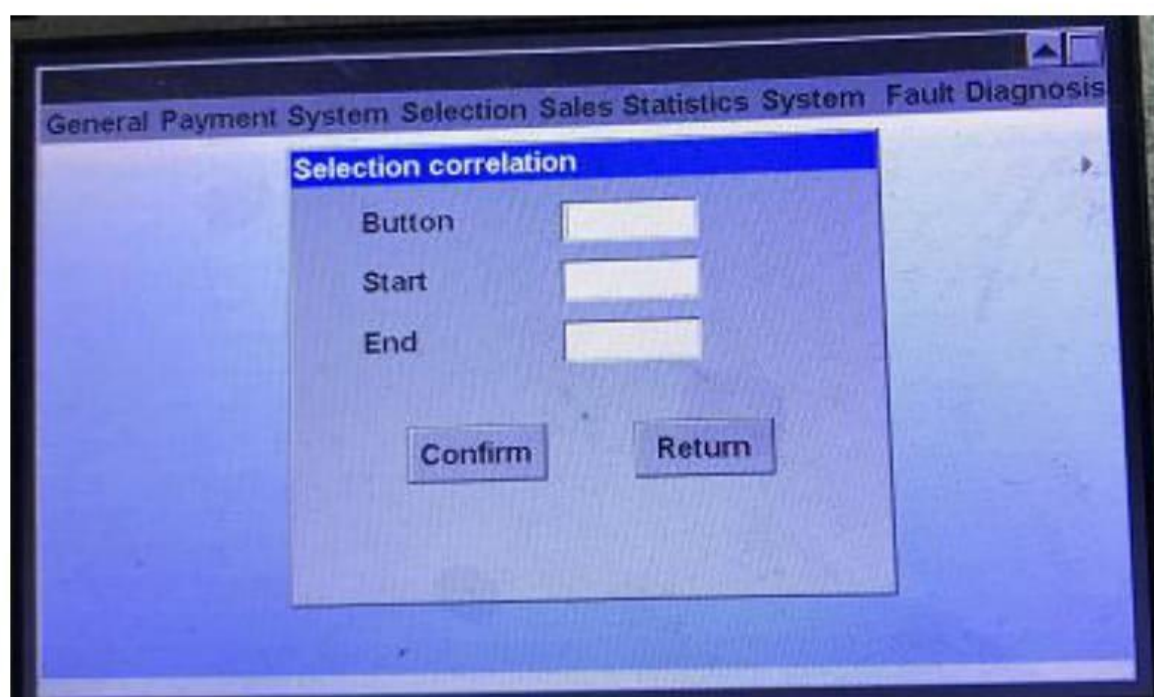 General Payment System Selection Sales Statistics System Fault Diagnosis
Selection correlation
Button
Start
End
Confirm Return